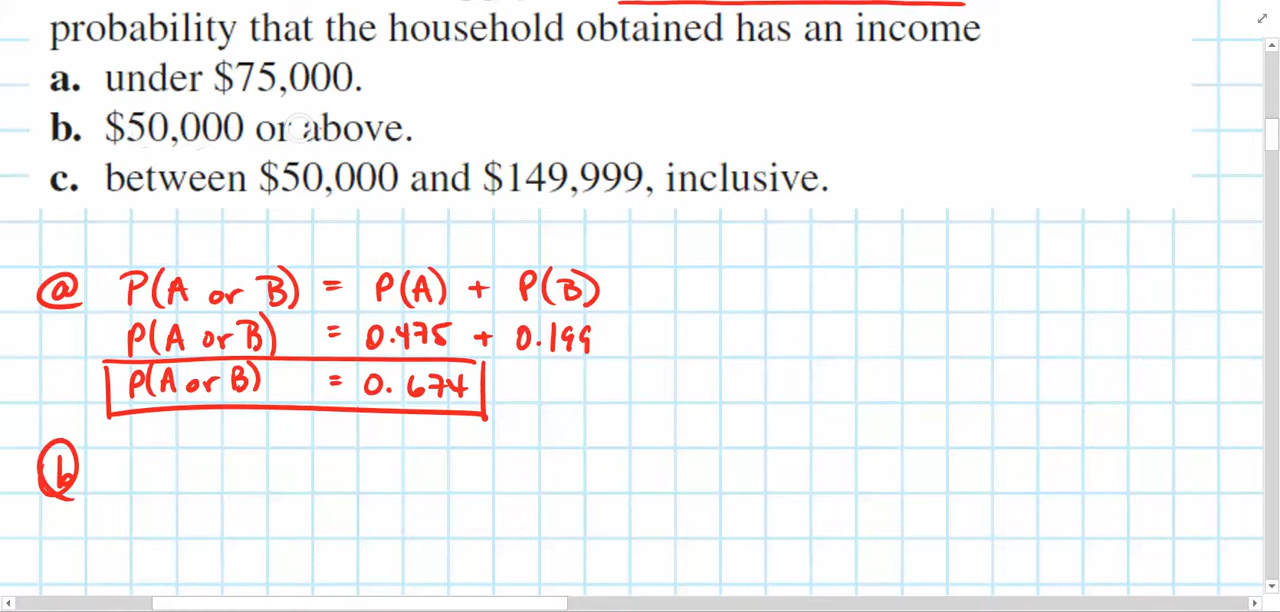 probability that the household obtained has an income
a. under $75,000.
b. $50,000 or above.
c. between $50,000 and $149,999, inclusive.
ⓐ P(A or B) = P(A) + P(B)
P(A or B) = 0.475 + 0.199
P(A or B) = 0.674
ⓑ